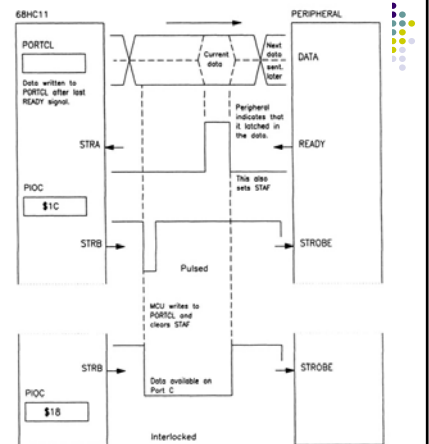 68HC11
PERIPHERAL
PORTCL
Current
data
Next
data
sent
later
DATA
Data written to
PORTCL after last
READY signal.
Peripheral
indicates that
it latched in
the data.
STRA
READY
This also
sets STAF
PIOC
$1C
STRB
STROBE
Pulsed
MCU writes to
PORTCL and
clears STAF
STRB
STROBE
Data available on
Port C
PIOC
$18
Interlocked